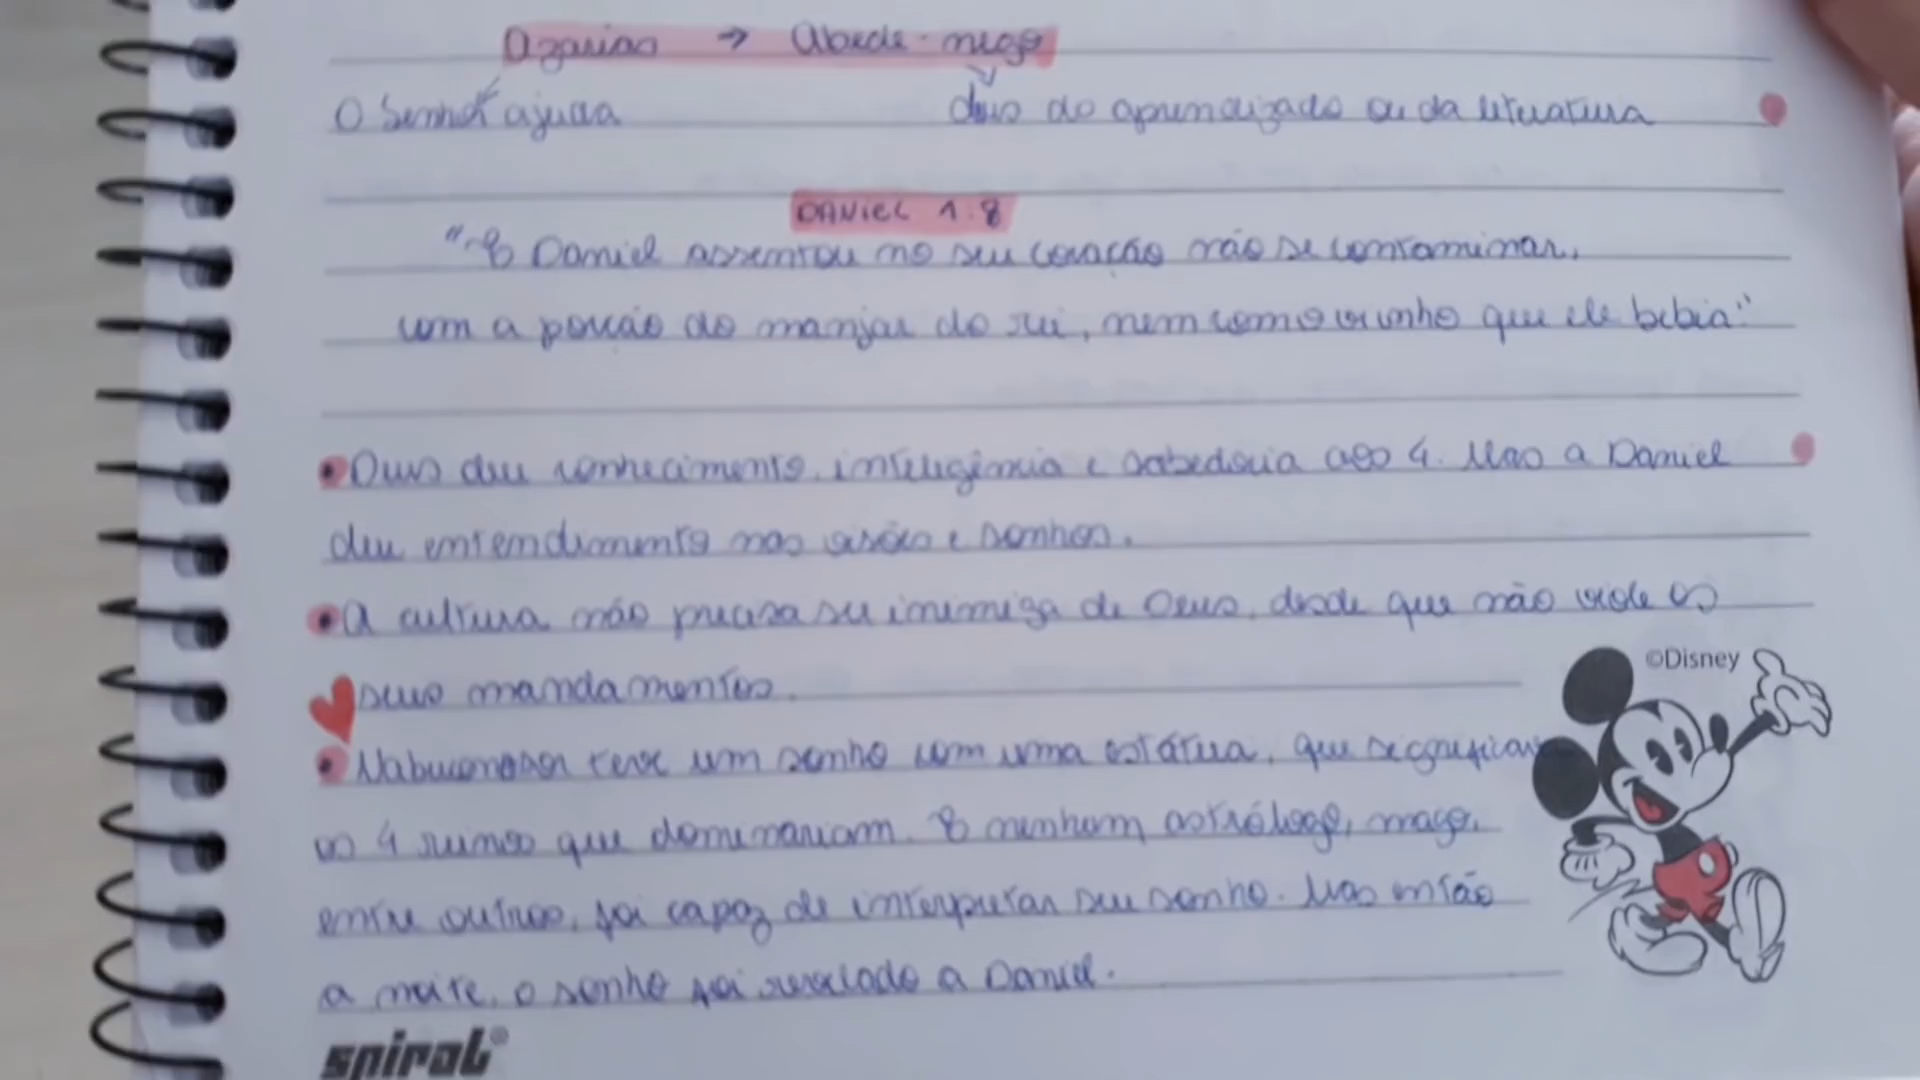 Azarias → Abede-nego
O Senhor ajuda deus do aprendizado ou da literatura
DANIEL 1.8
"E Daniel assentou no seu coração não se contaminar,
com a porção do manjar do rei, nem com o vinho que ele bebia"
• Deus deu conhecimento, inteligência e sabedoria aos 4. Mas a Daniel
deu entendimento nas visões e sonhos.
• A cultura não precisa ser inimiga de Deus, desde que não viole os
seus mandamentos.
©Disney
• Nabuconosor teve um sonho com uma estátua, que significava
os 4 reinos que dominariam. E nenhum astrólogo, mago,
entre outros, foi capaz de interpretar seu sonho. Mas então
a noite, o sonho foi revelado a Daniel.
spiral®